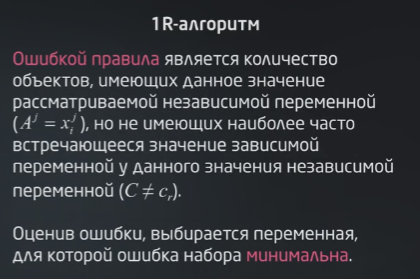 1R-алгоритм
Ошибкой правила является количество
объектов, имеющих данное значение
рассматриваемой независимой переменной
(A^j = x_i^j), но не имеющих наиболее часто
встречающееся значение зависимой
переменной у данного значения независимой
переменной (C ≠ c_r).
Оценив ошибки, выбирается переменная,
для которой ошибка набора минимальна.